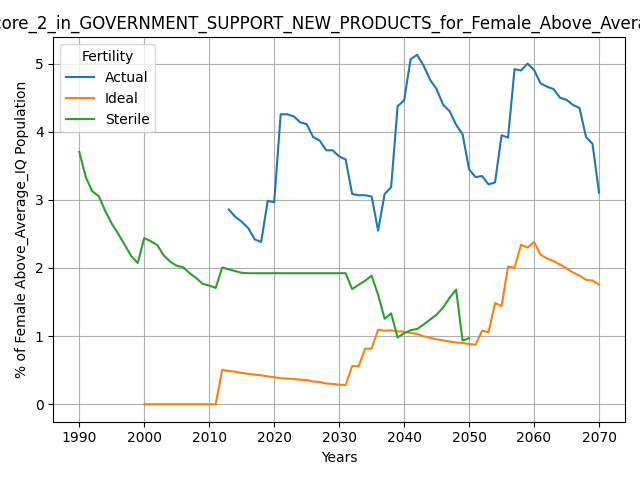 core_2_in_GOVERNMENT_SUPPORT_NEW_PRODUCTS_for_Female_Above_Avera
Fertility
Actual
Ideal
Sterile
% of Female Above_Average_IQ Population
5
4
3
2
1
0
1990 2000 2010 2020 2030 2040 2050 2060 2070
Years